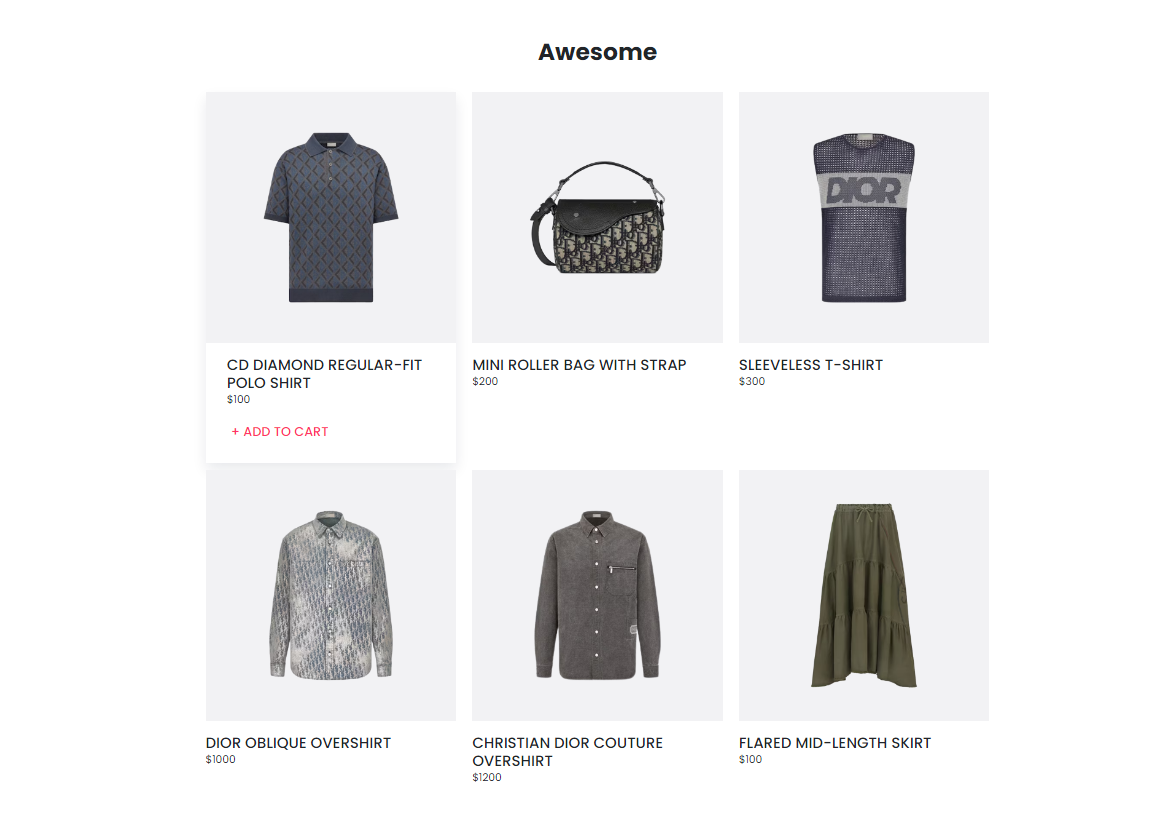 Awesome
DIOR
CD DIAMOND REGULAR-FIT
POLO SHIRT
$100
+ ADD TO CART
MINI ROLLER BAG WITH STRAP
$200
SLEEVELESS T-SHIRT
$300
DIOR OBLIQUE OVERSHIRT
$1000
CHRISTIAN DIOR COUTURE
OVERSHIRT
$1200
FLARED MID-LENGTH SKIRT
$100